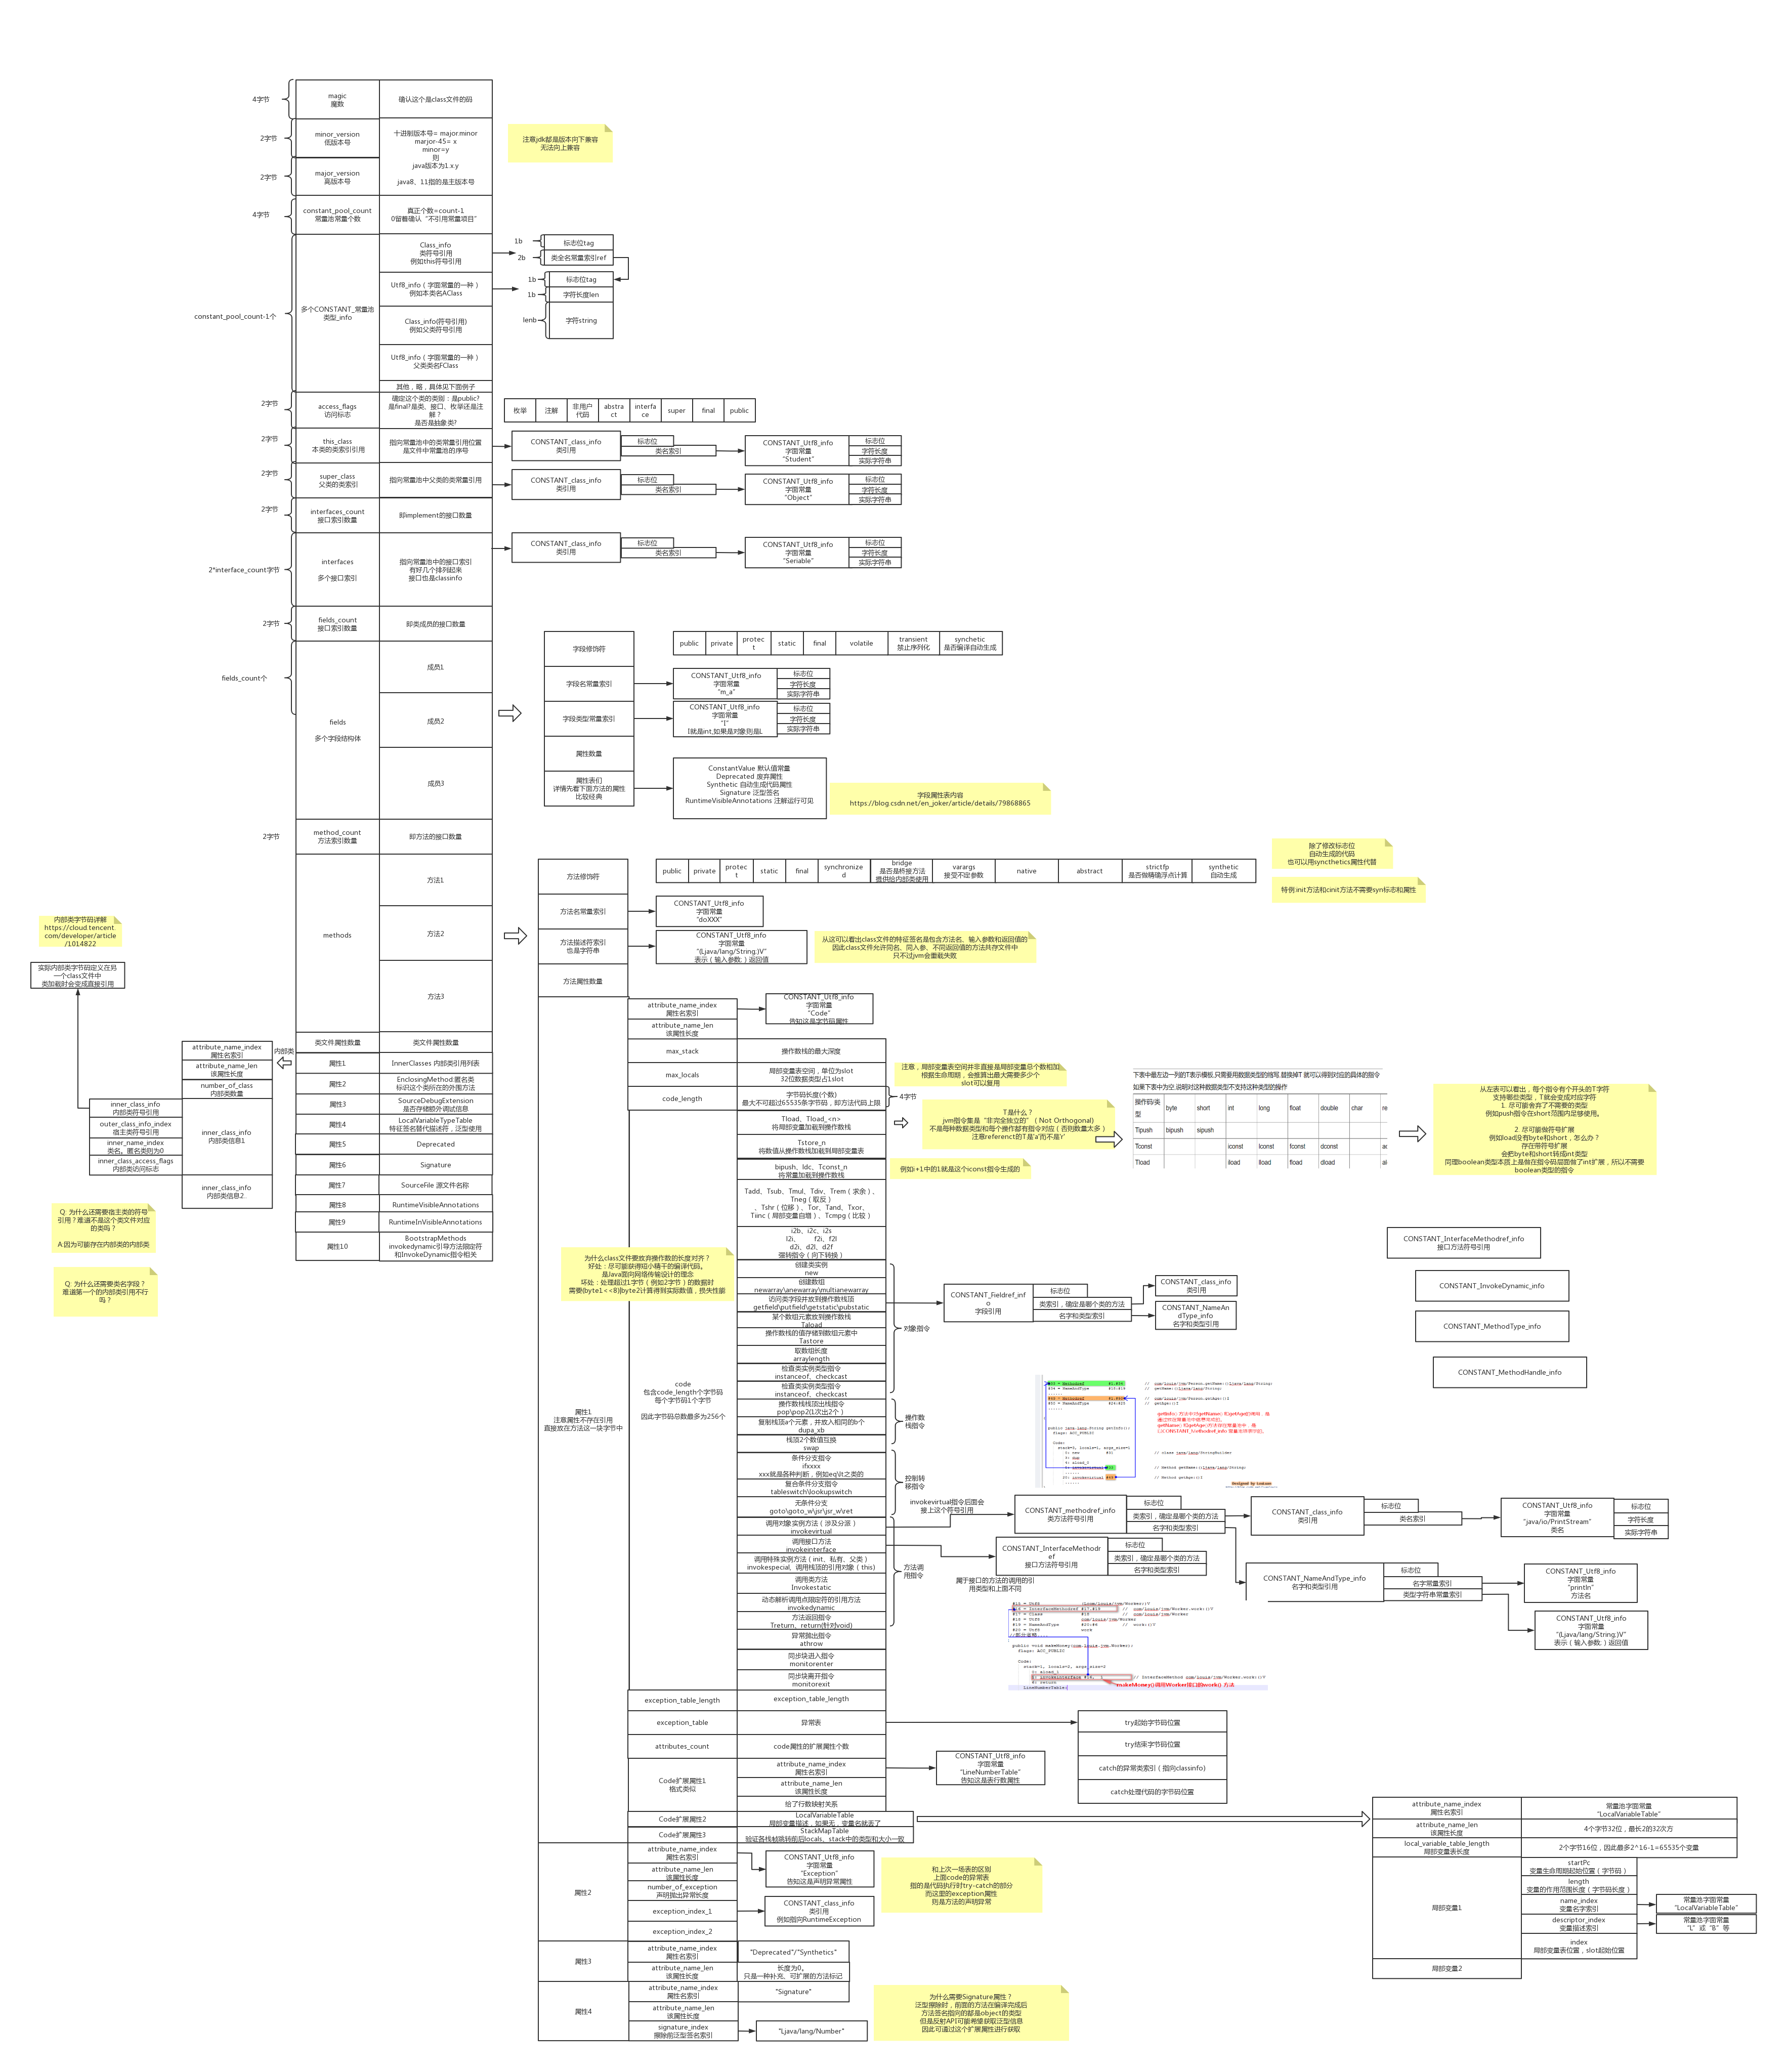 4字节
magic
魔数
确认这个是class文件的码
2字节
minor_version
低版本号
十进制版本号= major.minor
marjor-45= x
minor=y
则
java版本为1.x.y
java8、11指的是主版本号
注意jdk都是版本向下兼容
无法向上兼容
2字节
major_version
高版本号
4字节
constant_pool_count
常量池常量个数
真正个数=count-1
0留着确认“不引用常量项目”
constant_pool_count-1个
多个CONSTANT_常量池
类型_info
Class_info
类符号引用
例如this符号引用
Utf8_info（字面常量的一种）
例如本类名AClass
Class_info(符号引用)
例如父类符号引用
Utf8_info（字面常量的一种）
父类类名FClass
其他，略，具体见下面例子
1b
标志位tag
2b
类全名常量索引ref
1b
标志位tag
1b
字符长度len
lenb
字符string
2字节
access_flags
访问标志
确定这个类的类别：是public?
是final?是类、接口、枚举还是注
解？
是否是抽象类?
枚举
注解
非用户
代码
abstra
ct
interfa
ce
super
final
public
2字节
this_class
本类的类索引引用
指向常量池中的类常量引用位置
是文件中常量池的序号
CONSTANT_class_info
类引用
标志位
类名索引
CONSTANT_Utf8_info
字面常量
“Student”
标志位
字符长度
实际字符串
2字节
super_class
父类的类索引
指向常量池中父类的类常量引用
CONSTANT_class_info
类引用
标志位
类名索引
CONSTANT_Utf8_info
字面常量
“Object”
标志位
字符长度
实际字符串
2字节
interfaces_count
接口索引数量
即implement的接口数量
2*interface_count字节
interfaces
多个接口索引
指向常量池中的接口索引
有好几个排列起来
接口也是classinfo
CONSTANT_class_info
类引用
标志位
类名索引
CONSTANT_Utf8_info
字面常量
“Seriable”
标志位
字符长度
实际字符串
2字节
fields_count
接口索引数量
即类成员的接口数量
fields_count个
fields
多个字段结构体
成员1
成员2
成员3
字段修饰符
public
private
protec
t
static
final
volatile
transient
禁止序列化
synchetic
是否编译自动生成
字段名常量索引
CONSTANT_Utf8_info
字面常量
“m_a”
标志位
字符长度
实际字符串
字段类型常量索引
CONSTANT_Utf8_info
字面常量
“I”
I就是int,如果是对象则是L
标志位
字符长度
实际字符串
属性数量
属性表们
详情先看下面方法的属性
比较经典
ConstantValue 默认值常量
Deprecated 废弃属性
Synthetic 自动生成代码属性
Signature 泛型签名
RuntimeVisibleAnnotations 注解运行可见
字段属性表内容
https://blog.csdn.net/en_joker/article/details/79868865
2字节
method_count
方法索引数量
即方法的接口数量
methods
方法1
方法2
方法3
方法修饰符
public
private
protec
t
static
final
synchronize
d
bridge
是否是桥接方法
提供给内部类使用
varargs
接受不定参数
native
abstract
strictfp
是否做精确浮点计算
synthetic
自动生成
除了修改标志位
自动生成的代码
也可以用syncthetics属性代替
特例:init方法和cinit方法不需要syn标志和属性
方法名常量索引
CONSTANT_Utf8_info
字面常量
“doXXX”
方法描述符索引
也是字符串
CONSTANT_Utf8_info
字面常量
“(Ljava/lang/String;)V”
表示（输入参数;）返回值
从这可以看出class文件的特征签名是包含方法名、输入参数和返回值的
因此class文件允许同名、同入参、不同返回值的方法共存文件中
只不过jvm会重载失败
方法属性数量
内部类字节码详解
https://cloud.tencent.
com/developer/article
/1014822
实际内部类字节码定义在另
一个class文件中
类加载时会变成直接引用
内部类
attribute_name_index
属性名索引
attribute_name_len
该属性长度
number_of_class
内部类数量
inner_class_info
内部类信息1
inner_class_info
内部类符号引用
outer_class_info_index
宿主类符号引用
inner_name_index
类名。匿名类则为0
inner_class_access_flags
内部类访问标志
inner_class_info
内部类信息2.
Q: 为什么还需要宿主类的符号
引用？难道不是这个类文件对应
的类吗？
A:因为可能存在内部类的内部类
Q: 为什么还需要类名字段？
难道第一个的内部类引用不行
吗？
类文件属性数量
类文件属性数量
属性1
InnerClasses 内部类引用列表
属性2
EnclosingMethod:匿名类
标识这个类所在的外围方法
属性3
SourceDebugExtension
是否存储额外调试信息
属性4
LocalVariableTypeTable
特征签名替代描述符，泛型使用
属性5
Deprecated
属性6
Signature
属性7
SourceFile 源文件名称
属性8
RuntimeVisibleAnnotations
属性9
RuntimeInVisibleAnnotations
属性10
BootstrapMethods
invokedynamic引导方法限定符
和InvokeDynamic指令相关
属性1
注意属性不存在引用
直接放在方法这一块字节中
attribute_name_index
属性名索引
CONSTANT_Utf8_info
字面常量
“Code”
告知这是字节码属性
attribute_name_len
该属性长度
max_stack
操作数栈的最大深度
max_locals
局部变量表空间，单位为slot
32位数据类型占1slot
注意，局部变量表空间并非直接是局部变量总个数相加
根据生命周期，会推算出最大需要多少个
slot可以复用
code_length
字节码长度(个数)
最大不可超过65535条字节码，即方法代码上限
4字节
code
包含code_length个字节码
每个字节码1个字节
因此字节码总数最多为256个
Tload、Tload_<n>
将局部变量加载到操作数栈
T是什么？
jvm指令集是“非完全独立的”（Not Orthogonal)
不是每种数据类型和每个操作都有指令对应（否则数量太多）
注意referenct的T是'a'而不是'r'
下表中最左边一列的T表示模板,只需要用数据类型的缩写,替换掉T 就可以得到对应的具体的指令
如果下表中为空,说明对这种数据类型不支持这种类型的操作
操作码/类
型
byte
short
int
long
float
double
char
re
Tipush
bipush
sipush
Tconst
iconst
lconst
fconst
dconst
Tload
iload
lload
fload
dload
从左表可以看出，每个指令有个开头的T字符
支持哪些类型，T就会变成对应字符
1. 尽可能舍弃了不需要的类型
例如push指令在short范围内足够使用。
2. 尽可能做符号扩展
例如load没有byte和short，怎么办？
存在带符号扩展
会把byte和short转成int类型
同理boolean类型本质上是做在指令码层面做了int扩展，所以不需要
boolean类型的指令
Tstore_n
将数值从操作数栈加载到局部变量表
bipush、ldc、Tconst_n
将常量加载到操作数栈
例如i+1中的1就是这个iconst指令生成的
Tadd、Tsub、Tmul、Tdiv、Trem（求余）、
Tneg（取反）
、Tshr（位移）、Tor、Tand、Txor、
Tiinc（局部变量自增）、Tcmpg（比较）
i2b、i2c、i2s
l2i、 f2i、f2l
d2i、d2l、d2f
强转指令（向下转换）
为什么class文件要放弃操作数的长度对齐？
好处：尽可能获得短小精干的编译代码。
是Java面向网络传输设计的理念
坏处：处理超过1字节（例如2字节）的数据时
需要(byte1<<8)|byte2计算得到实际数值，损失性能
创建类实例
new
创建数组
newarray\anewarray\multianewarray
访问类字段并放到操作数栈顶
getfield\putfield\getstatic\pubstatic
某个数组元素放到操作数栈
Taload
操作数栈的值存储到数组元素中
Tastore
取数组长度
arraylength
检查类实例类型指令
instanceof、checkcast
检查类实例类型指令
instanceof、checkcast
对象指令
CONSTANT_Fieldref_inf
o
字段引用
标志位
类索引，确定是哪个类的方法
名字和类型索引
CONSTANT_class_info
类引用
CONSTANT_NameAn
dType_info
名字和类型引用
CONSTANT_InterfaceMethodref_info
接口方法符号引用
CONSTANT_InvokeDynamic_info
CONSTANT_MethodType_info
CONSTANT_MethodHandle_info
操作数栈栈顶出栈指令
pop\pop2(1次出2个）
复制栈顶a个元素，并放入相同的b个
dupa_xb
栈顶2个数值互换
swap
操作数
栈指令
条件分支指令
ifxxxx
xxx就是各种判断，例如eq\lt之类的
复合条件分支指令
tableswitch\lookupswitch
无条件分支
goto\goto_w\jsr\jsr_w\ret
控制转
移指令
调用对象实例方法（涉及分派）
invokevirtual
调用接口方法
invokeinterface
调用特殊实例方法（init、私有、父类）
invokespecial，调用栈顶的引用对象（this)
调用类方法
Invokestatic
动态解析调用点限定符的引用方法
invokedynamic
方法返回指令
Treturn、return(针对void)
方法调
用指令
invokevirtual指令后面会
接上这个符号引用
CONSTANT_methodref_info
类方法符号引用
标志位
类索引，确定是哪个类的方法
名字和类型索引
CONSTANT_class_info
类引用
标志位
类名索引
CONSTANT_Utf8_info
字面常量
“java/io/PrintStream”
类名
标志位
字符长度
实际字符串
CONSTANT_InterfaceMethodr
ef
接口方法符号引用
标志位
类索引，确定是哪个类的方法
名字和类型索引
属于接口的方法的调用的引
用类型和上面不同
CONSTANT_NameAndType_info
名字和类型引用
标志位
名字常量索引
类型字符串常量索引
CONSTANT_Utf8_info
字面常量
“println”
方法名
CONSTANT_Utf8_info
字面常量
“(Ljava/lang/String;)V”
表示（输入参数;）返回值
makeMoney()调用Worker接口的work() 方法
异常抛出指令
athrow
同步块进入指令
monitorenter
同步块离开指令
monitorexit
exception_table_length
exception_table_length
exception_table
异常表
try起始字节码位置
try结束字节码位置
catch的异常类索引（指向classinfo)
catch处理代码的字节码位置
attributes_count
code属性的扩展属性个数
Code扩展属性1
格式类似
attribute_name_index
属性名索引
attribute_name_len
该属性长度
给了行数映射关系
CONSTANT_Utf8_info
字面常量
“LineNumberTable”
告知这是表行数属性
Code扩展属性2
LocalVariableTable
局部变量描述，如果无，变量名就丢了
Code扩展属性3
StackMapTable
验证各栈帧跳转前后locals、stack中的类型和大小一致
attribute_name_index
属性名索引
常量池字面常量
“LocalVariableTable”
attribute_name_len
该属性长度
4个字节32位，最长2的32次方
local_variable_table_length
局部变量表长度
2个字节16位，因此最多2^16-1=65535个变量
局部变量1
startPc
变量生命周期起始位置（字节码）
length
变量的作用范围长度（字节码长度）
name_index
变量名字索引
常量池字面常量
“LocalVariableTable”
descriptor_index
变量描述索引
常量池字面常量
“L”或“B”等
index
局部变量表位置，slot起始位置
局部变量2
属性2
attribute_name_index
属性名索引
attribute_name_len
该属性长度
number_of_exception
声明抛出异常长度
exception_index_1
exception_index_2
CONSTANT_Utf8_info
字面常量
“Exception”
告知这是声明异常属性
CONSTANT_class_info
类引用
例如指向RuntimeException
和上次一场表的区别
上面code的异常表
指的是代码执行时try-catch的部分
而这里的exception属性
则是方法的声明异常
属性3
attribute_name_index
属性名索引
"Deprecated"/"Synthetics"
attribute_name_len
该属性长度
长度为0。
只是一种补充、可扩展的方法标记
属性4
attribute_name_index
属性名索引
"Signature"
attribute_name_len
该属性长度
signature_index
擦除前泛型签名索引
"Ljava/lang/Number"
为什么需要Signature属性？
泛型擦除时，前面的方法在编译完成后
方法签名指向的都是object的类型
但是反射API可能希望获取泛型信息
因此可通过这个扩展属性进行获取